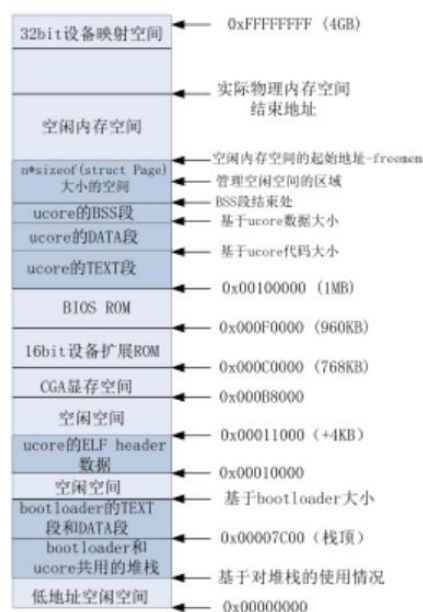 32bit设备映射空间
0xFFFFFFFF (4GB)
实际物理内存空间
结束地址
空闲内存空间
空闲内存空间的起始地址-freemem
n*sizeof(struct Page)
大小的空间
管理空闲空间的区域
BSS段结束处
ucore的BSS段
基于ucore数据大小
ucore的DATA段
基于ucore代码大小
ucore的TEXT段
0x00100000 (1MB)
BIOS ROM
0x000F0000 (960KB)
16bit设备扩展ROM
0x000C0000 (768KB)
CGA显存空间
0x000B8000
空闲空间
0x00011000 (+4KB)
ucore的ELF header
数据
0x00010000
空闲空间
基于bootloader大小
bootloader的TEXT
段和DATA段
0x00007C00 (栈顶)
bootloader和
ucore共用的堆栈
基于对堆栈的使用情况
低地址空闲空间
0x00000000